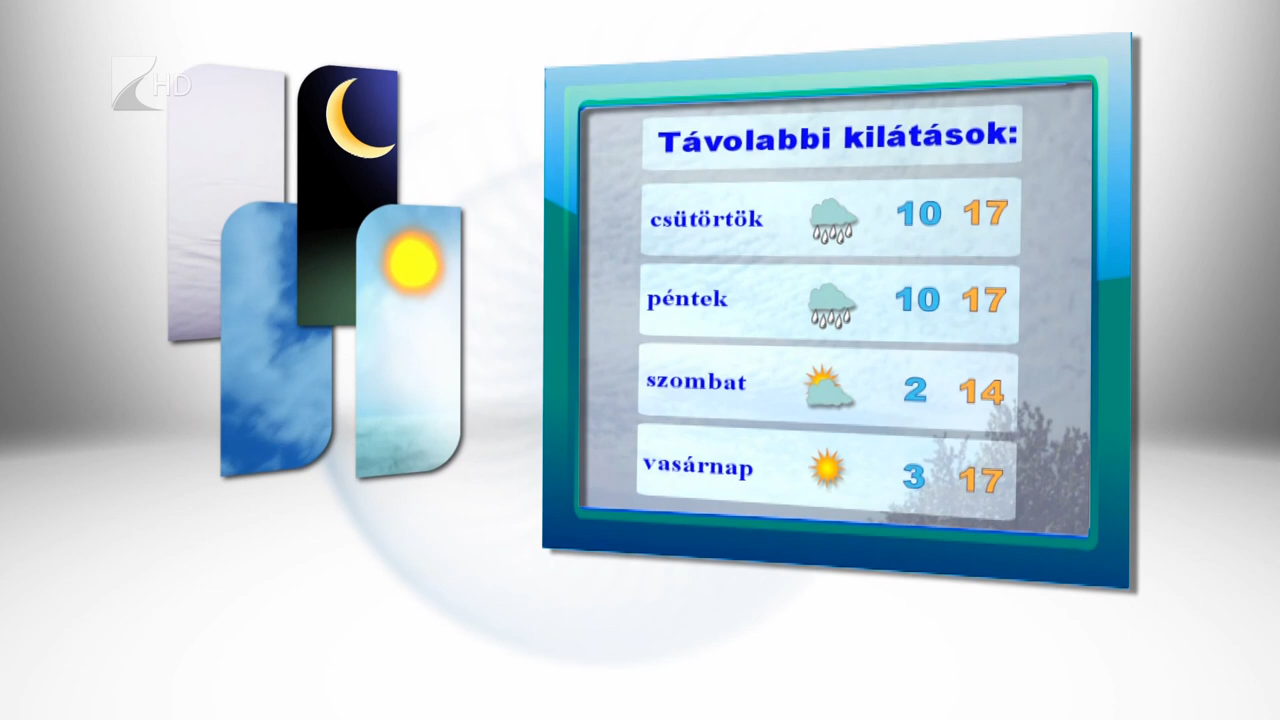 HD
Távolabbi kilátások:
csütörtök 10 17
péntek 10 17
szombat 2 14
vasárnap 3 17